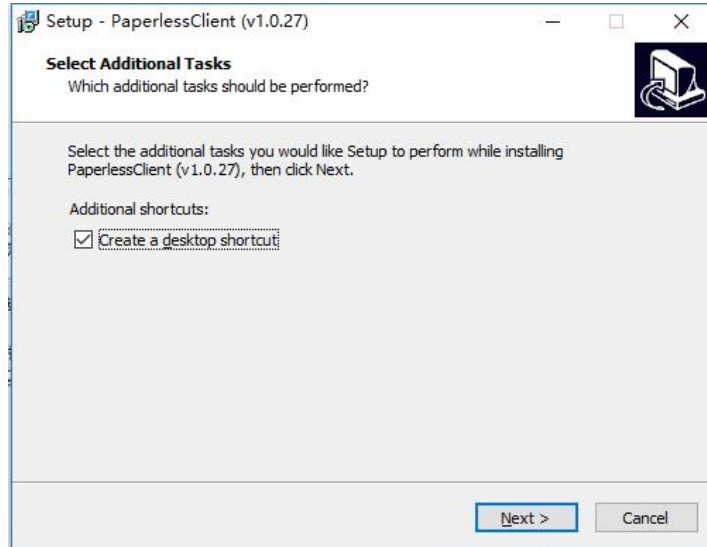 Setup - PaperlessClient (v1.0.27)
Select Additional Tasks
Which additional tasks should be performed?
Select the additional tasks you would like Setup to perform while installing
PaperlessClient (v1.0.27), then click Next.
Additional shortcuts:
Create a desktop shortcut
Next >
Cancel